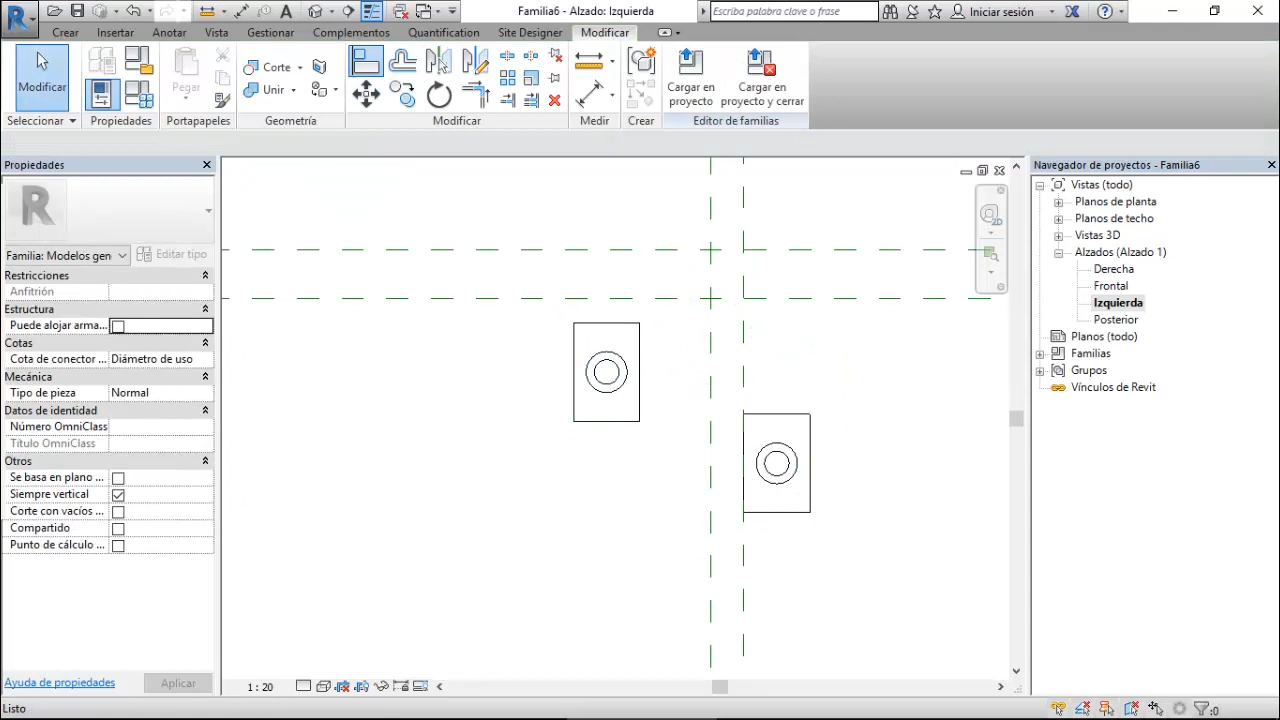 Familia6 - Alzado: Izquierda
Escriba palabra clave o frase
Iniciar sesión
Crear Insertar Anotar Vista Gestionar Complementos Quantification Site Designer Modificar
Modificar
Pegar
Corte
Unir
Cargar en proyecto
Cargar en proyecto y cerrar
Seleccionar Propiedades Portapapeles Geometría Modificar Medir Crear Editor de familias
Propiedades
Familia: Modelos gen
Editar tipo
Restricciones
Anfitrión
Estructura
Puede alojar arma...
Cotas
Cota de conector ... Diámetro de uso
Mecánica
Tipo de pieza Normal
Datos de identidad
Número OmniClass
Título OmniClass
Otros
Se basa en plano ...
Siempre vertical
Corte con vacíos ...
Compartido
Punto de cálculo ...
Ayuda de propiedades
Aplicar
1 : 20
Navegador de proyectos - Familia6
Vistas (todo)
Planos de planta
Planos de techo
Vistas 3D
Alzados (Alzado 1)
Derecha
Frontal
Izquierda
Posterior
Planos (todo)
Familias
Grupos
Vínculos de Revit
Listo
:0